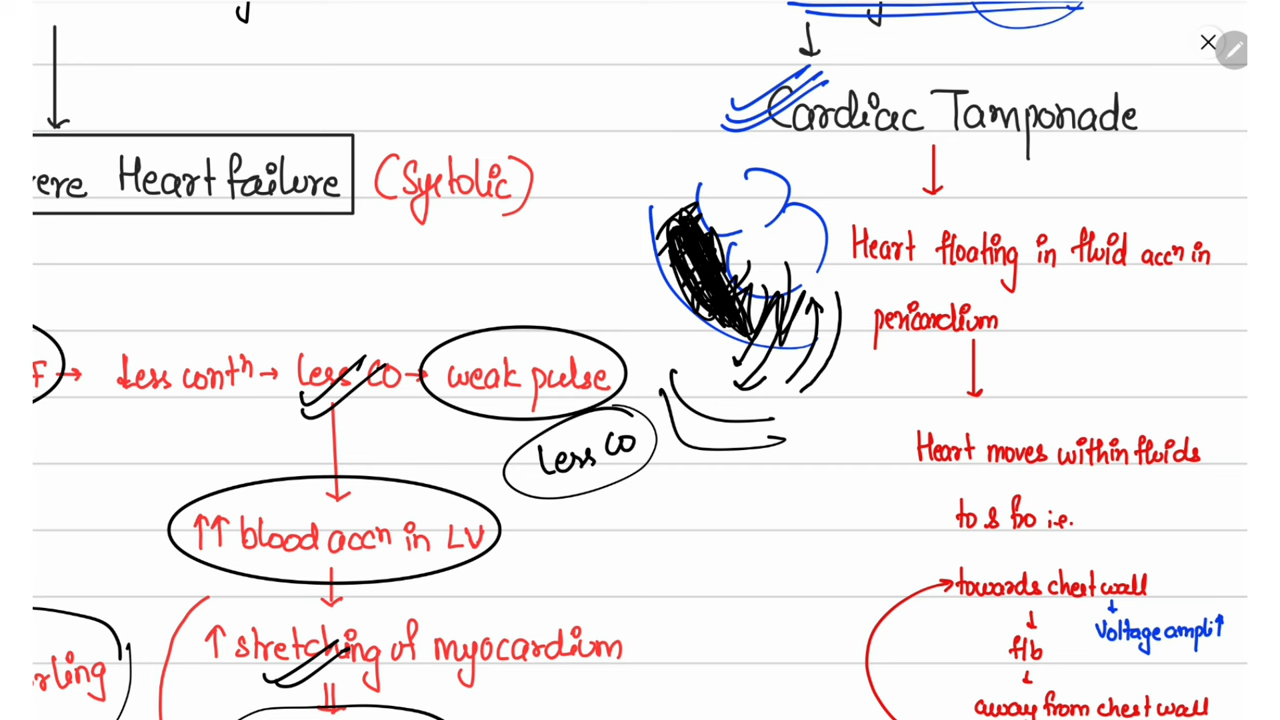 Cardiac Tamponade
ere Heart failure (Systolic)
Heart floating in fluid accn in
pericardium
F → Less contn → less CO → weak pulse
Less CO
Heart moves within fluids
to & fro i.e.
↑↑ blood accn in LV
towards chest wall
Voltage ampli ↑
f/b
↑ stretching of myocardium
rling
away from chest wall